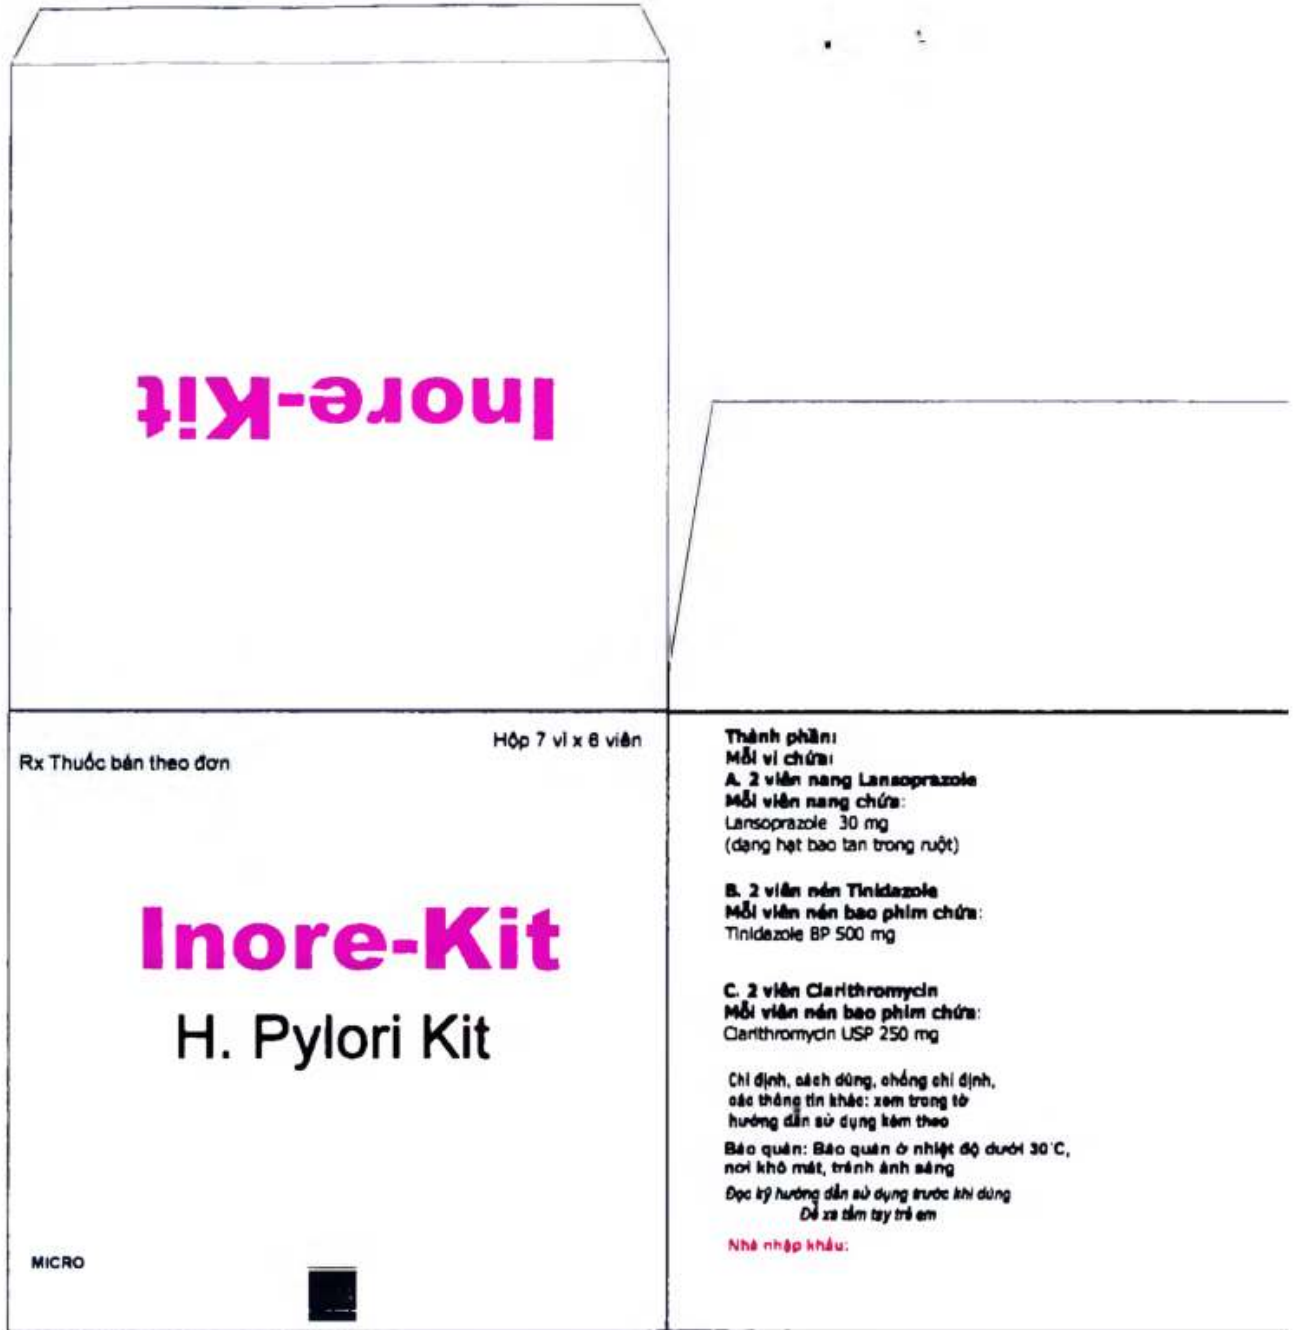 Inore-Kit
Rx Thuốc bán theo đơn
Hộp 7 vỉ x 6 viên
Inore-Kit
H. Pylori Kit
MICRO
Thành phần:
Mỗi vỉ chứa:
A. 2 viên nang Lansoprazole
Mỗi viên nang chứa:
Lansoprazole 30 mg
(dạng hạt bao tan trong ruột)
B. 2 viên nén Tinidazole
Mỗi viên nén bao phim chứa:
Tinidazole BP 500 mg
C. 2 viên Clarithromycin
Mỗi viên nén bao phim chứa:
Clarithromycin USP 250 mg
Chỉ định, cách dùng, chống chỉ định,
các thông tin khác: xem trong tờ
hướng dẫn sử dụng kèm theo
Bảo quản: Bảo quản ở nhiệt độ dưới 30°C,
nơi khô mát, tránh ánh sáng
Đọc kỹ hướng dẫn sử dụng trước khi dùng
Để xa tầm tay trẻ em
Nhà nhập khẩu: